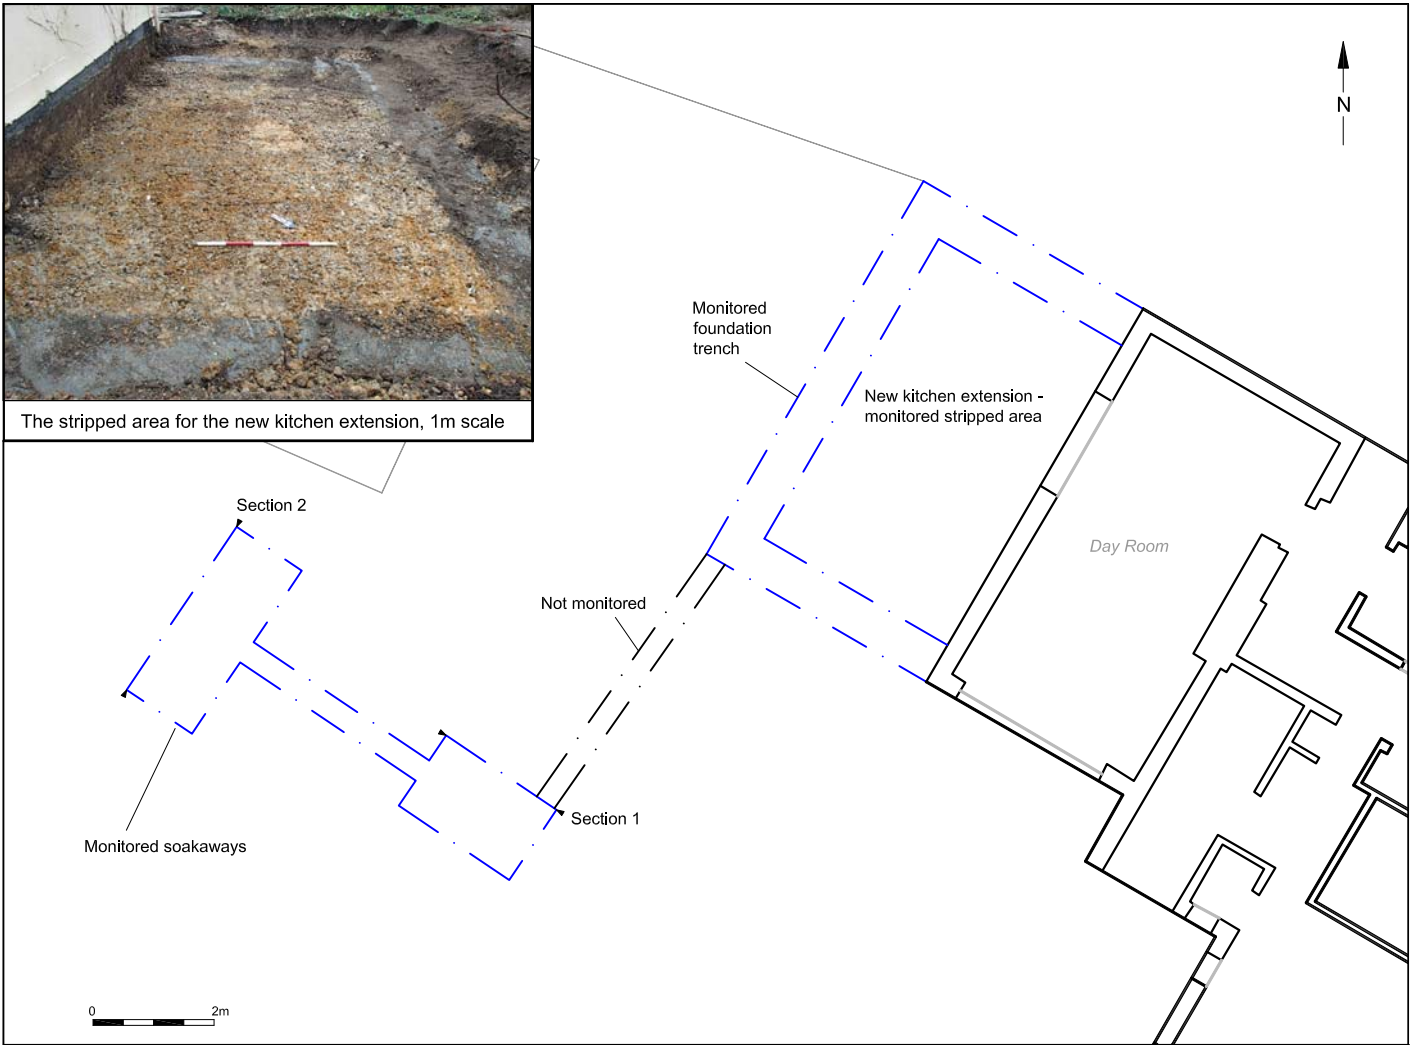 N
The stripped area for the new kitchen extension, 1m scale
Monitored
foundation
trench
New kitchen extension -
monitored stripped area
Day Room
Section 2
Not monitored
Section 1
Monitored soakaways
0 2m